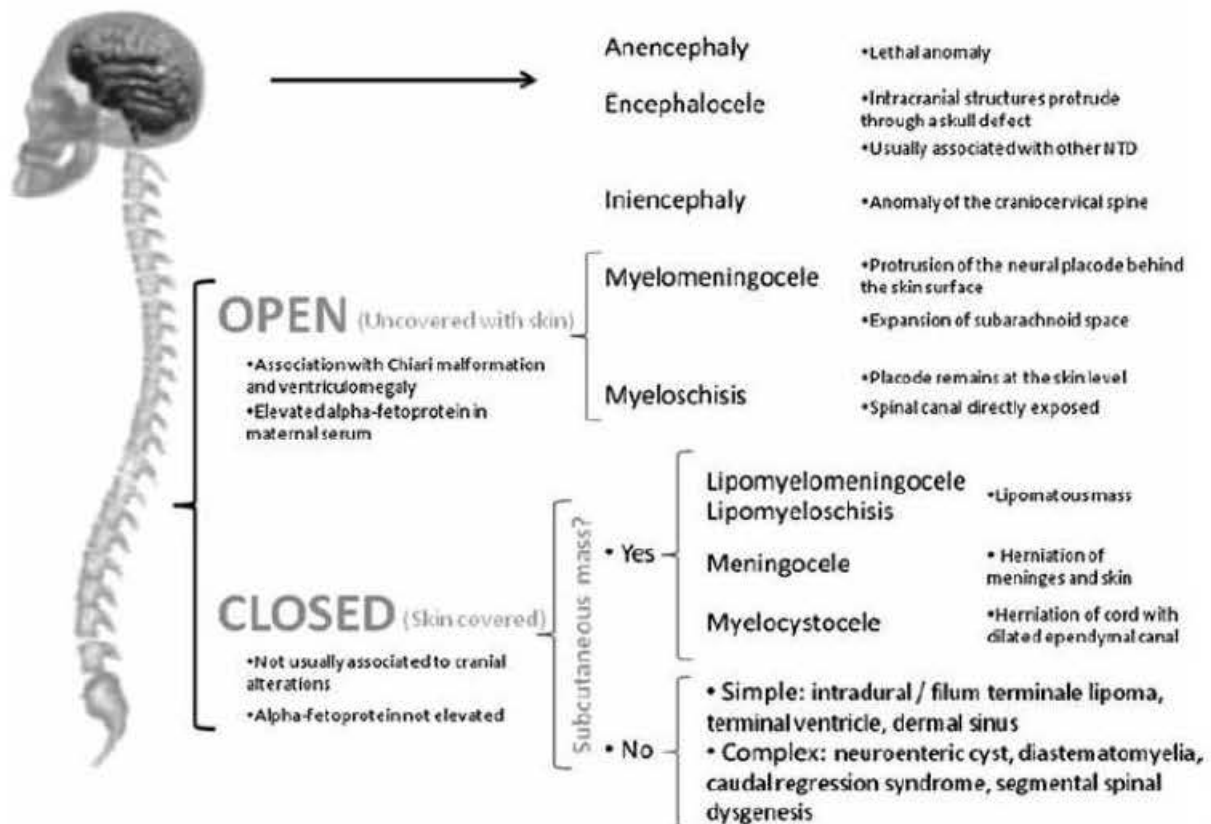 Anencephaly
•Lethal anomaly
Encephalocele
•Intracranial structures protrude
through a skull defect
•Usually associated with other NTD
Iniencephaly
•Anomaly of the craniocervical spine
OPEN (Uncovered with skin)
•Association with Chiari malformation
and ventriculomegaly
•Elevated alpha-fetoprotein in
maternal serum
Myelomeningocele
•Protrusion of the neural placode behind
the skin surface
•Expansion of subarachnoid space
Myeloschisis
•Placode remains at the skin level
•Spinal canal directly exposed
CLOSED (Skin covered)
•Not usually associated to cranial
alterations
•Alpha-fetoprotein not elevated
Subcutaneous mass?
• Yes
Lipomyelomeningocele
Lipomyeloschisis
•Lipomatous mass
Meningocele
• Herniation of
meninges and skin
Myelocystocele
•Herniation of cord with
dilated ependymal canal
• No
• Simple: intradural / filum terminale lipoma,
terminal ventricle, dermal sinus
• Complex: neuroenteric cyst, diastematomyelia,
caudal regression syndrome, segmental spinal
dysgenesis